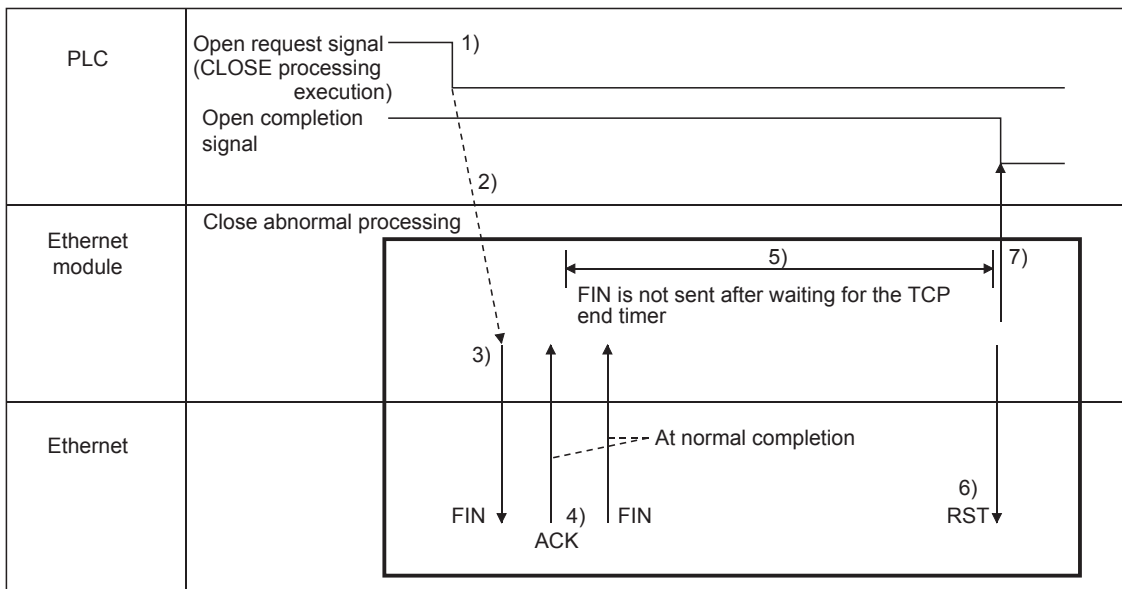 PLC
Open request signal
1)
(CLOSE processing
execution)
Open completion
signal
2)
Ethernet
module
Close abnormal processing
5)
7)
FIN is not sent after waiting for the TCP
end timer
3)
Ethernet
At normal completion
6)
FIN
4)
FIN
RST
ACK